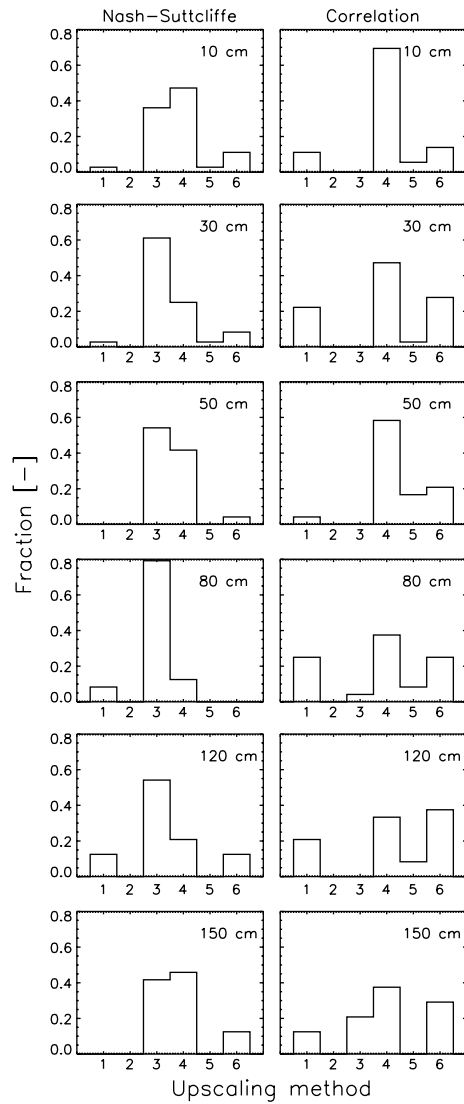 Nash-Suttcliffe Correlation
0.8 10 cm 10 cm
0.6
0.4
0.2
0.0
1 2 3 4 5 6 1 2 3 4 5 6
0.8 30 cm 30 cm
0.6
0.4
0.2
0.0
1 2 3 4 5 6 1 2 3 4 5 6
0.8 50 cm 50 cm
0.6
0.4
0.2
0.0
1 2 3 4 5 6 1 2 3 4 5 6
Fraction [-]
0.8 80 cm 80 cm
0.6
0.4
0.2
0.0
1 2 3 4 5 6 1 2 3 4 5 6
0.8 120 cm 120 cm
0.6
0.4
0.2
0.0
1 2 3 4 5 6 1 2 3 4 5 6
0.8 150 cm 150 cm
0.6
0.4
0.2
0.0
1 2 3 4 5 6 1 2 3 4 5 6
Upscaling method